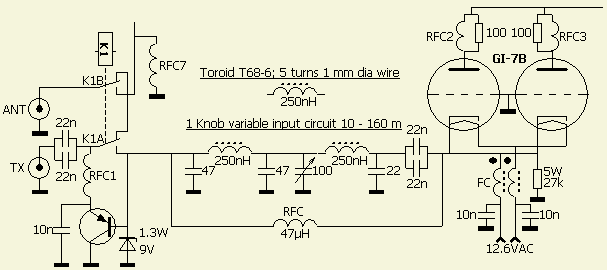 RFC2
100
100
RFC3
K1
GI-7B
RFC7
Toroid T68-6; 5 turns 1 mm dia wire
K1B
250nH
ANT
22n
1 Knob variable input circuit 10 - 160 m
22n
K1A
TX
250nH
250nH
47
47
100
22
22n
22n
RFC1
FC
5W
27k
RFC
47µH
10n
1.3W
9V
10n
10n
12.6VAC